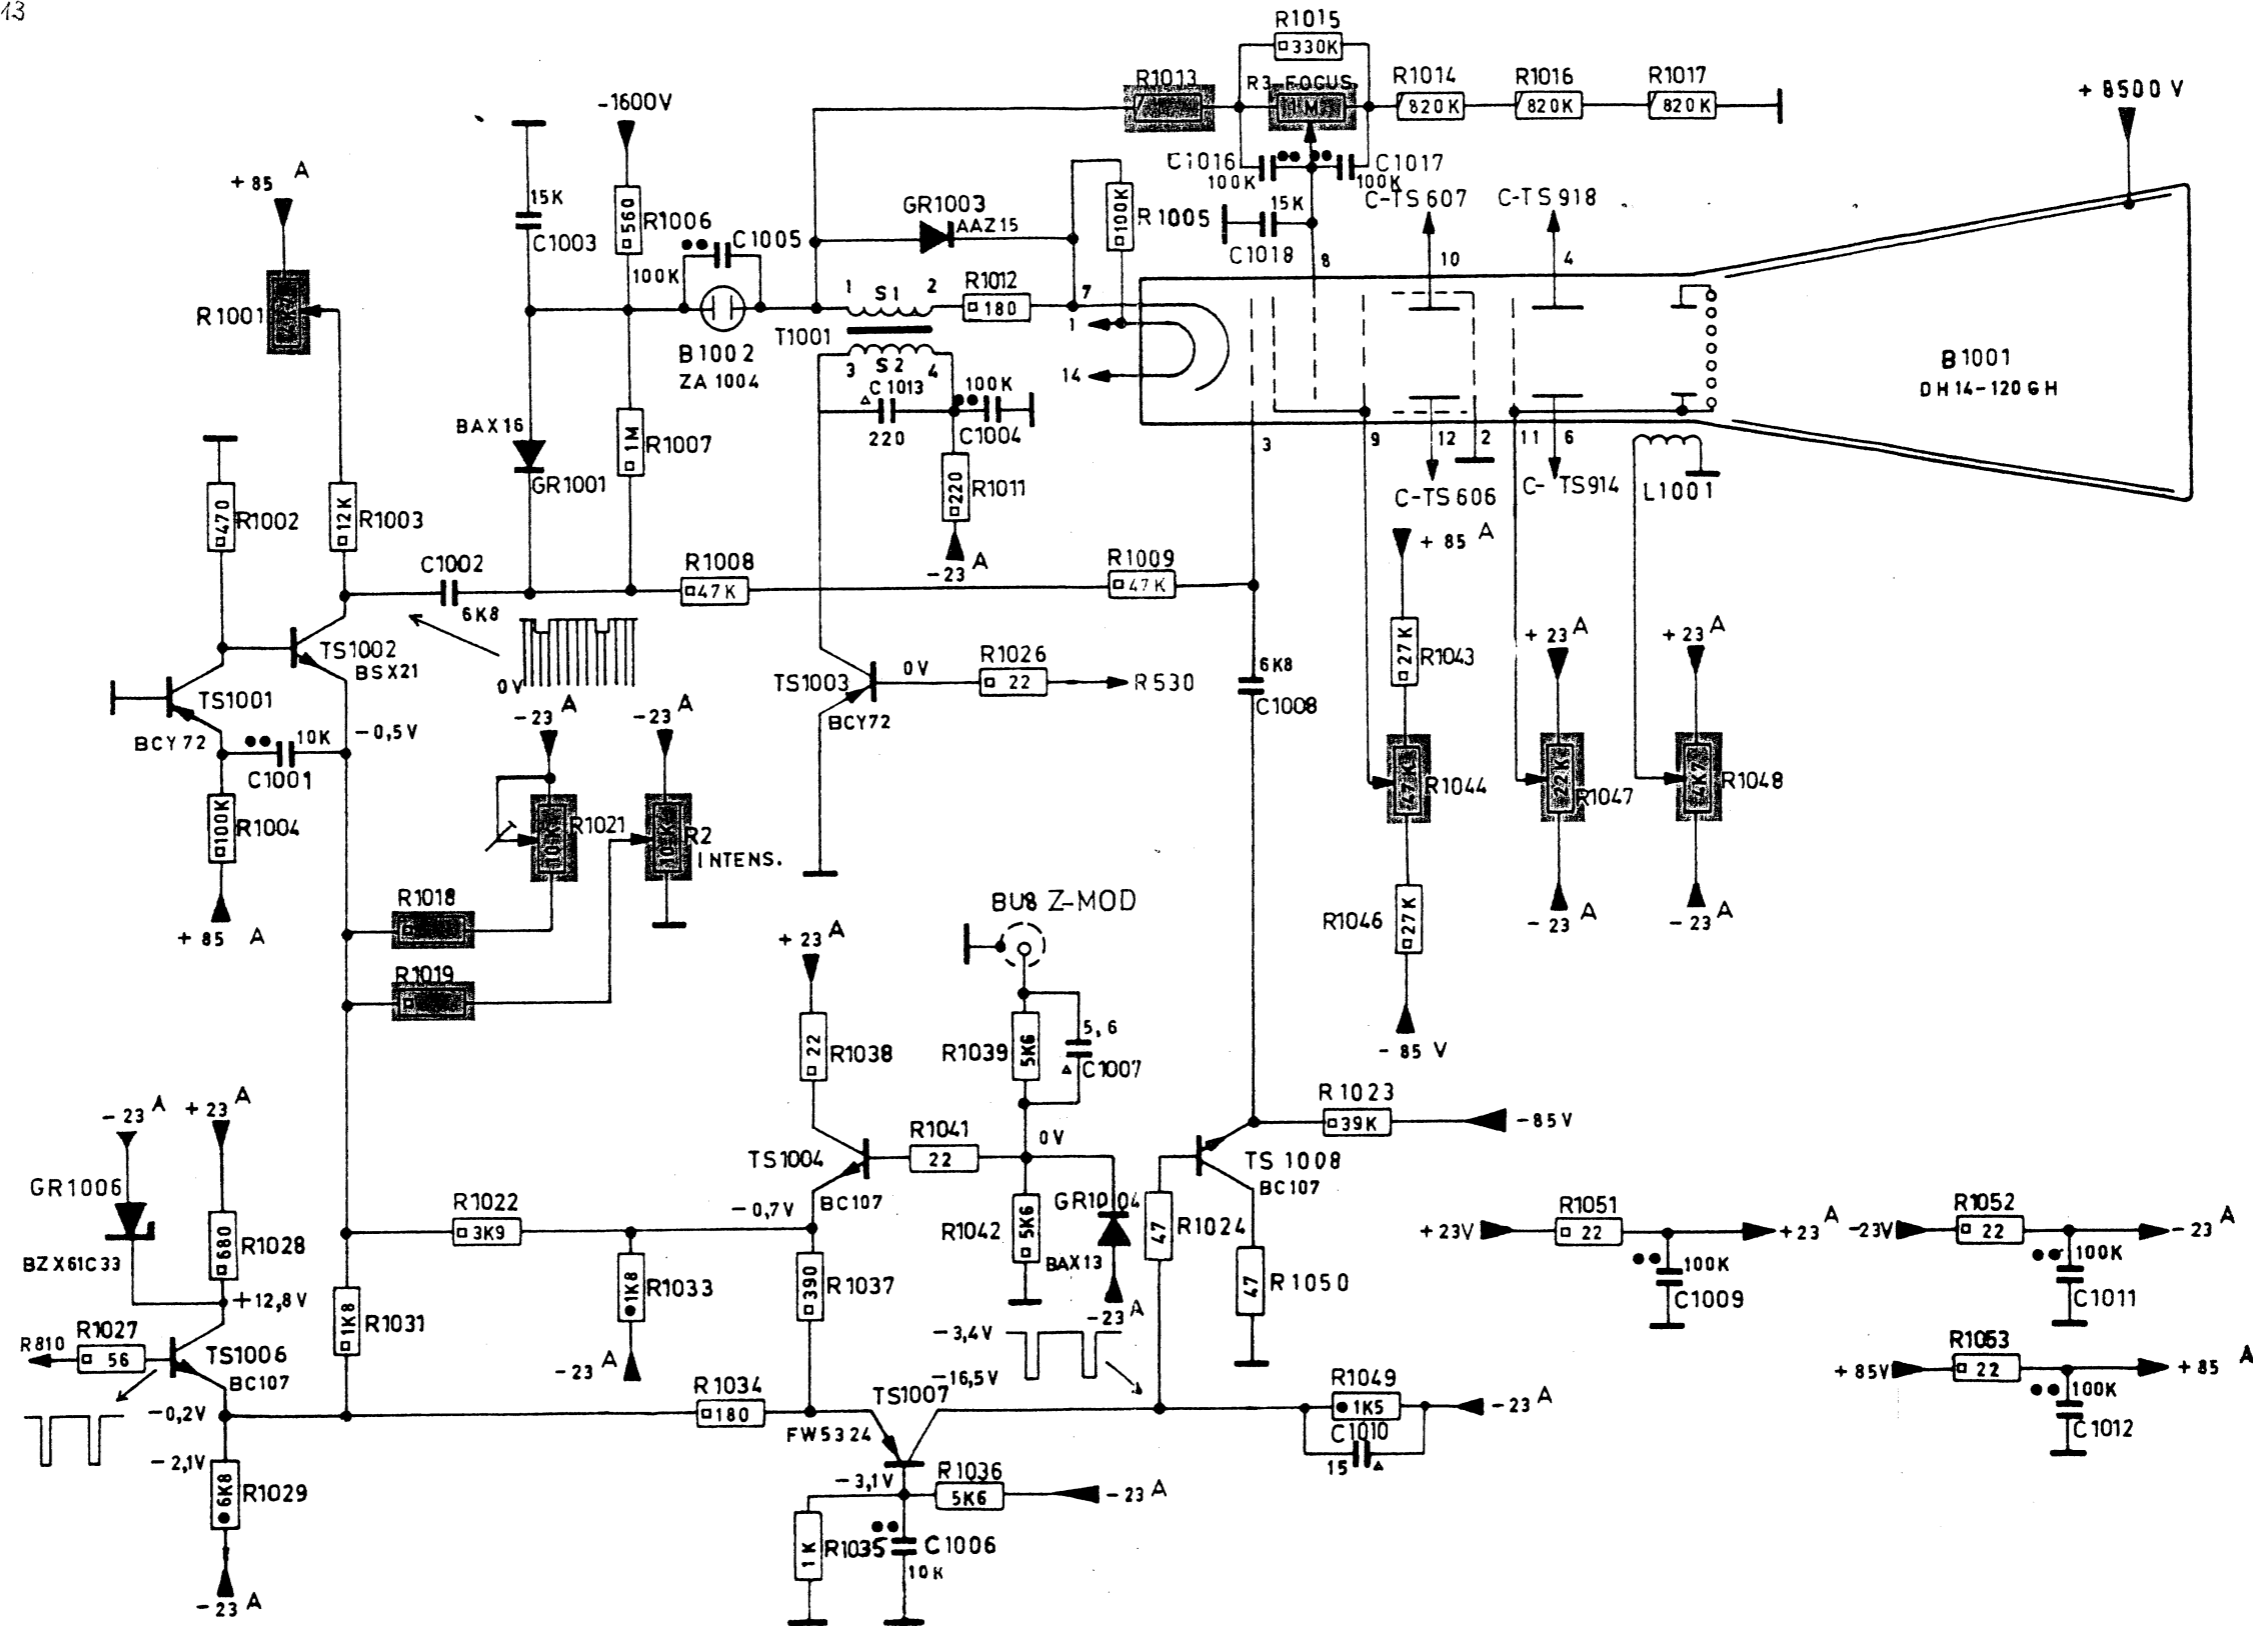 13
R1015
330K
R1013
R3 FOCUS.
1M
R1014
820K
R1016
820K
R1017
820K
+ 8500 V
-1600V
C1016
100K
C1017
100K
+ 85 A
R1001
15K
C1003
560
R1006
C1005
100K
GR1003
AAZ15
100K
R1005
15K
C1018
C-TS607
C-TS918
8
10
4
1 S1 2
R1012
180
7
1
14
T1001
B1002
ZA 1004
3 S2 4
C1013
220
100K
C1004
B1001
DH14-120GH
BAX16
GR1001
1M
R1007
220
R1011
-23 A
3
9
12
2
11
6
C-TS606
C- TS914
L1001
470
R1002
12K
R1003
C1002
6K8
R1008
47K
R1009
47K
+ 85 A
27K
R1043
TS1002
BSX21
0V
TS1001
BCY72
-0,5V
10K
C1001
100K
R1004
+ 85 A
-23 A
-23 A
10K
R1021
10K
R2
INTENS.
TS1003
BCY72
0V
R1026
22
R530
6K8
C1008
+ 23 A
+23 A
47K
R1044
22K
R1047
4K7
R1048
27K
R1046
- 23 A
- 23 A
- 85 V
R1018
R1019
BU8 Z-MOD
+ 23 A
22
R1038
R1039
5K6
5,6
C1007
R1023
39K
-85V
- 23 A
+ 23 A
GR1006
BZX61C33
680
R1028
+12,8V
R1022
3K9
TS1004
BC107
-0,7V
R1041
22
0V
R1042
5K6
GR1004
BAX13
-23 A
TS 1008
BC107
47
R1024
47
R1050
1K8
R1031
1K8
R1033
-23 A
390
R1037
R810
R1027
56
TS1006
BC107
-0,2V
-2,1V
6K8
R1029
-23 A
R1034
180
-3,4V
-16,5V
TS1007
FW5324
-3,1V
R1036
5K6
-23 A
1K
R1035
C1006
10K
R1049
1K5
C1010
15
-23 A
+23V
R1051
22
+23 A
100K
C1009
-23V
R1052
22
- 23 A
100K
C1011
+85V
R1053
22
+85 A
100K
C1012